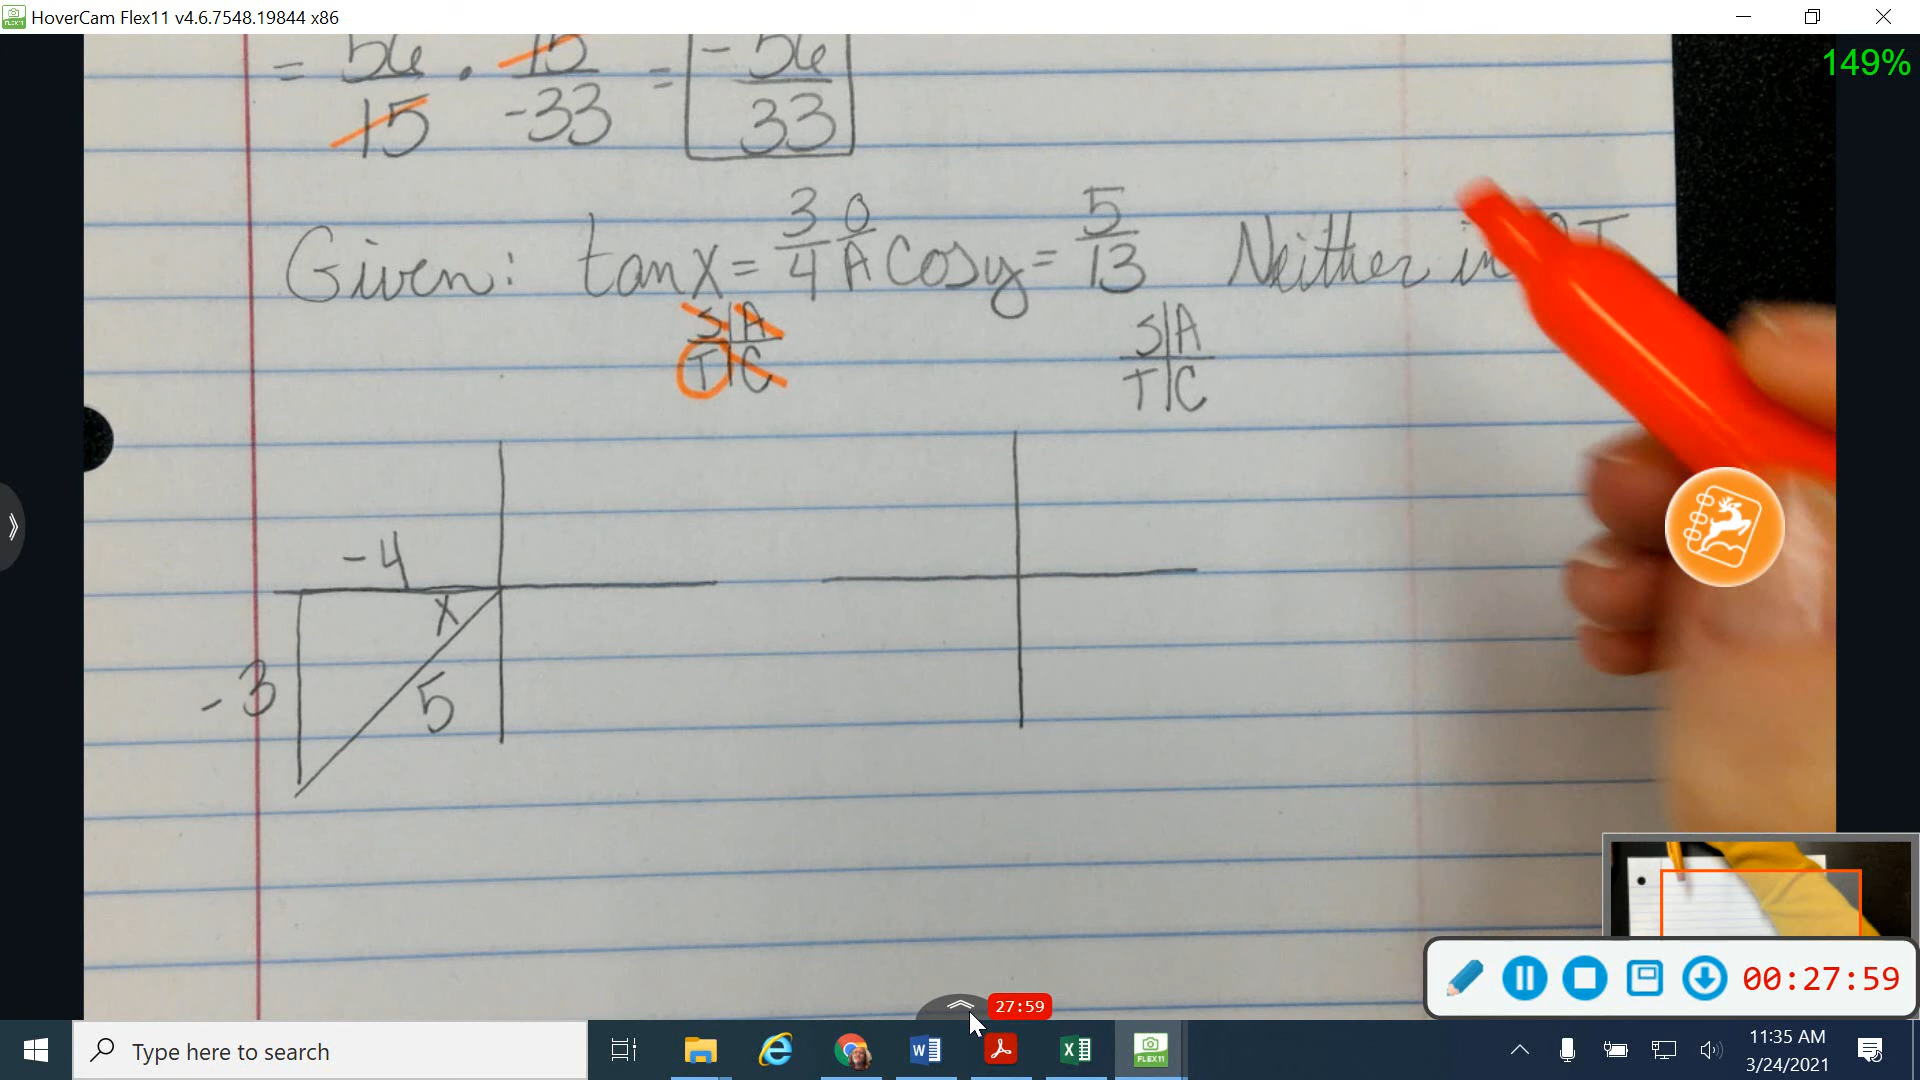 HoverCam Flex11 v4.6.7548.19844 x86
149%
= 56/15 · 15/-33 = -56/33
Given: tan x = 3/4 O/A cos y = 5/13 Neither in
S A S A
T C T C
-4
x
-3
5
00:27:59
27:59
Type here to search
FLEX11
11:35 AM
3/24/2021